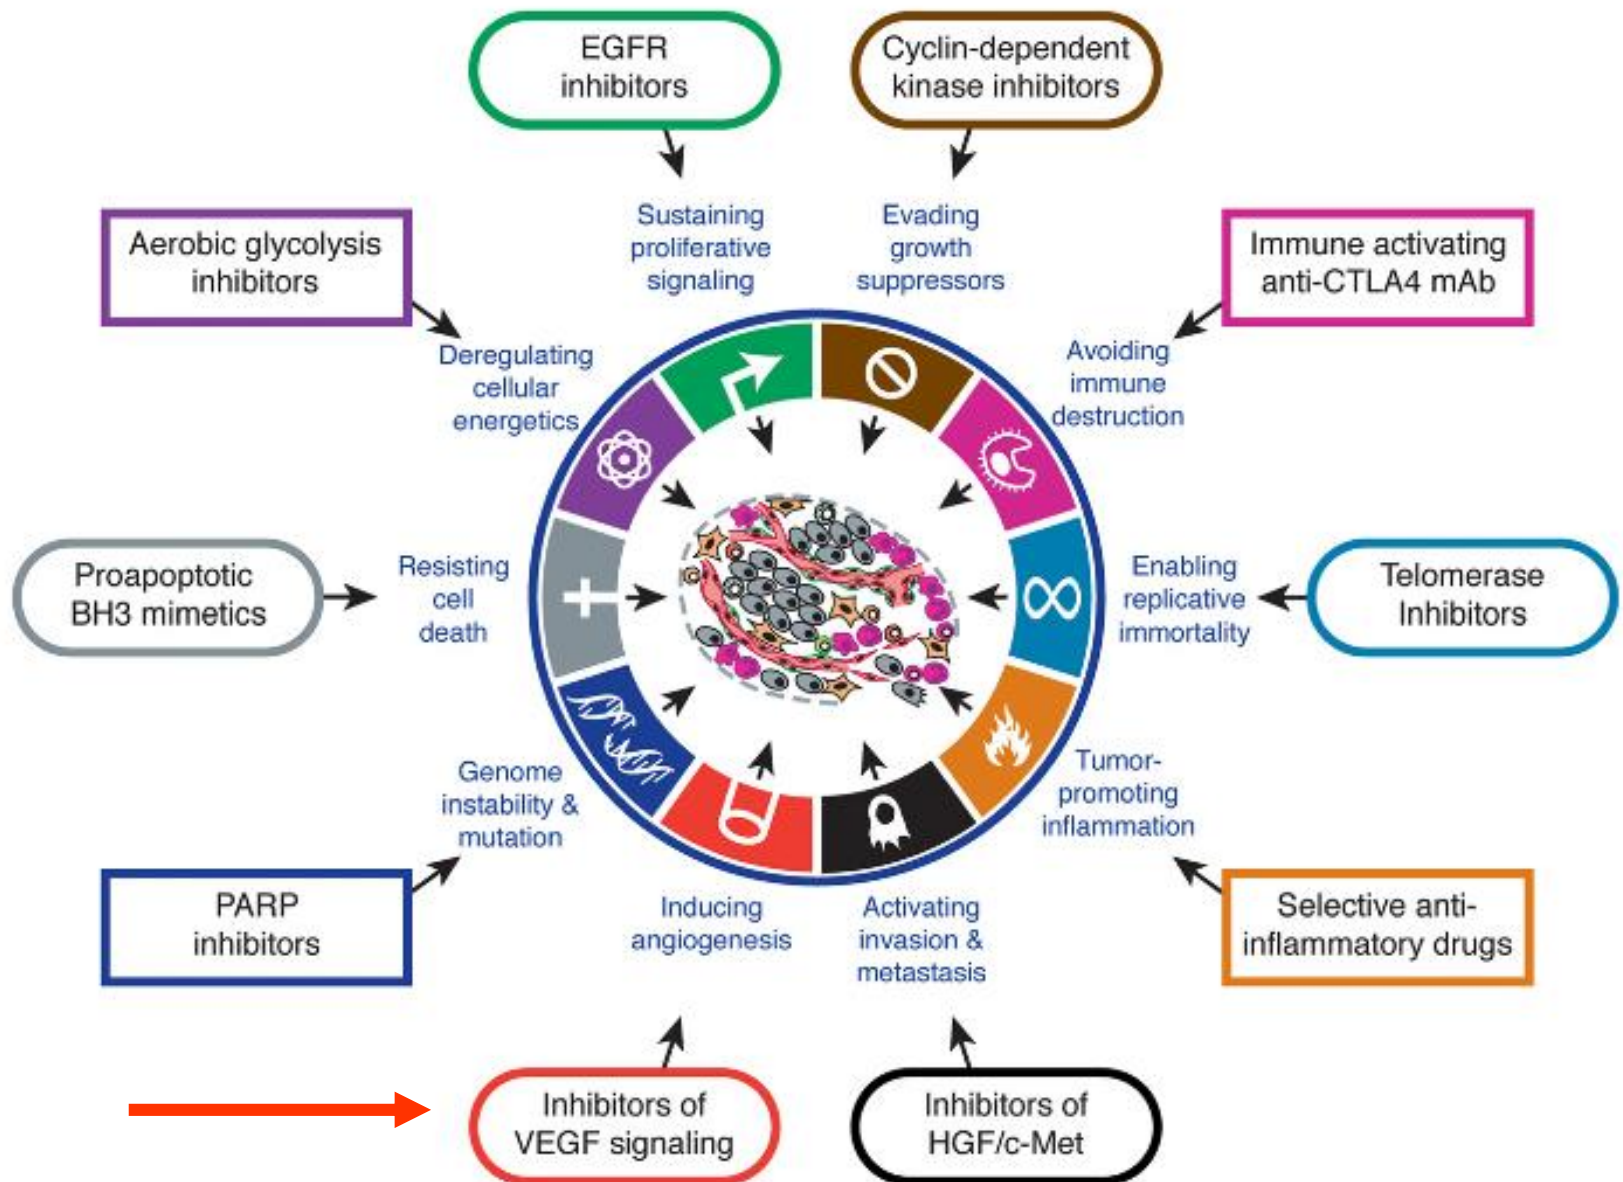 EGFR
inhibitors
Cyclin-dependent
kinase inhibitors
Sustaining
proliferative
signaling
Evading
growth
suppressors
Aerobic glycolysis
inhibitors
Immune activating
anti-CTLA4 mAb
Deregulating
cellular
energetics
Avoiding
immune
destruction
Proapoptotic
BH3 mimetics
Resisting
cell
death
Enabling
replicative
immortality
Telomerase
Inhibitors
Genome
instability &
mutation
Tumor-
promoting
inflammation
PARP
inhibitors
Inducing
angiogenesis
Activating
invasion &
metastasis
Selective anti-
inflammatory drugs
Inhibitors of
VEGF signaling
Inhibitors of
HGF/c-Met